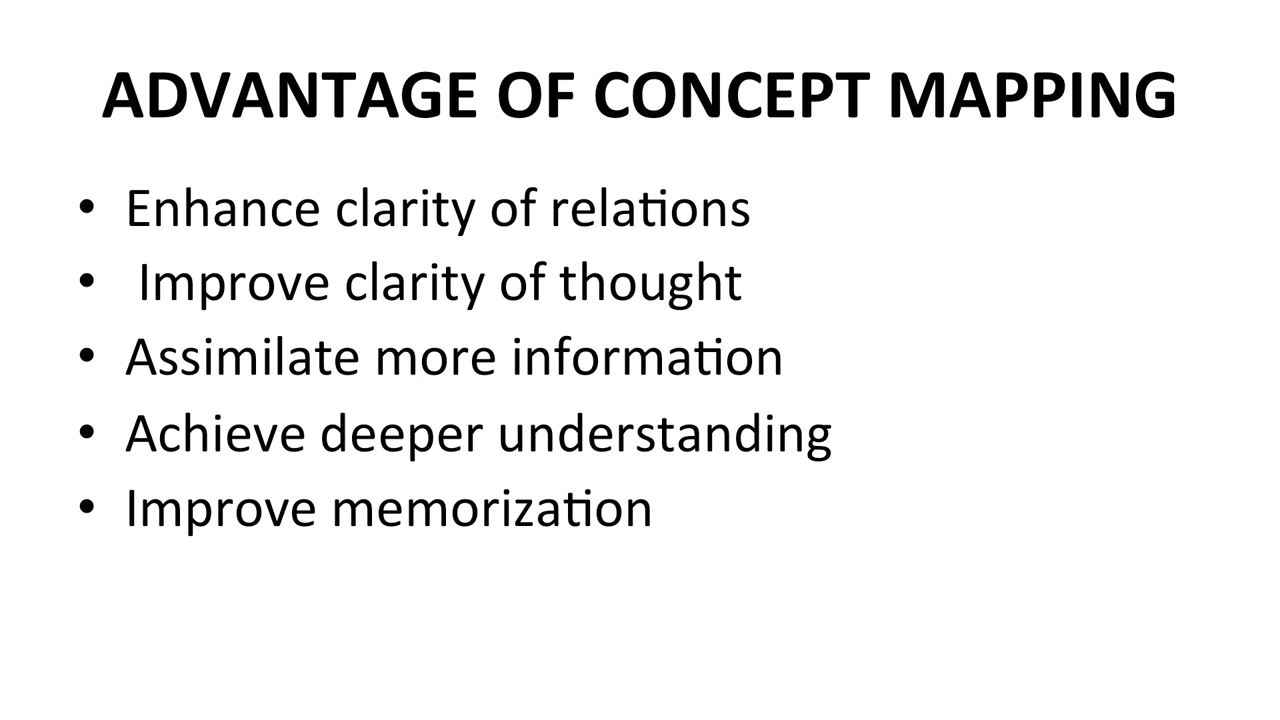 ADVANTAGE OF CONCEPT MAPPING
• Enhance clarity of relations
• Improve clarity of thought
• Assimilate more information
• Achieve deeper understanding
• Improve memorization